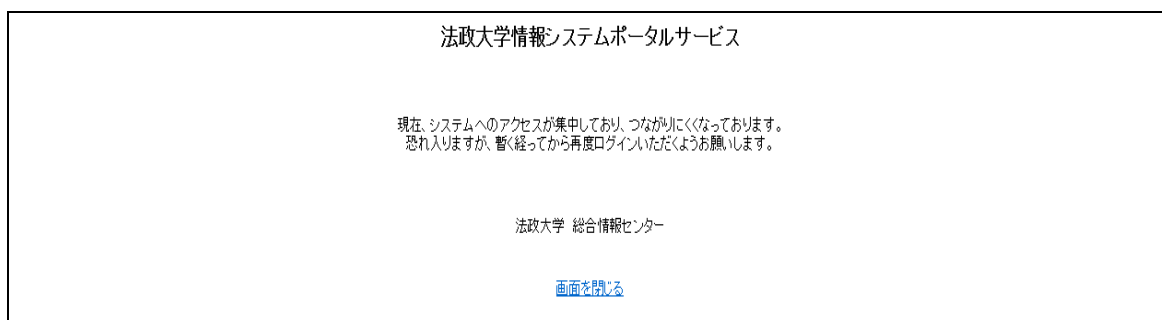 法政大学情報システムポータルサービス
現在、システムへのアクセスが集中しており、つながりにくくなっております。
恐れ入りますが、暫く経ってから再度ログインいただくようお願いします。
法政大学 総合情報センター
画面を閉じる